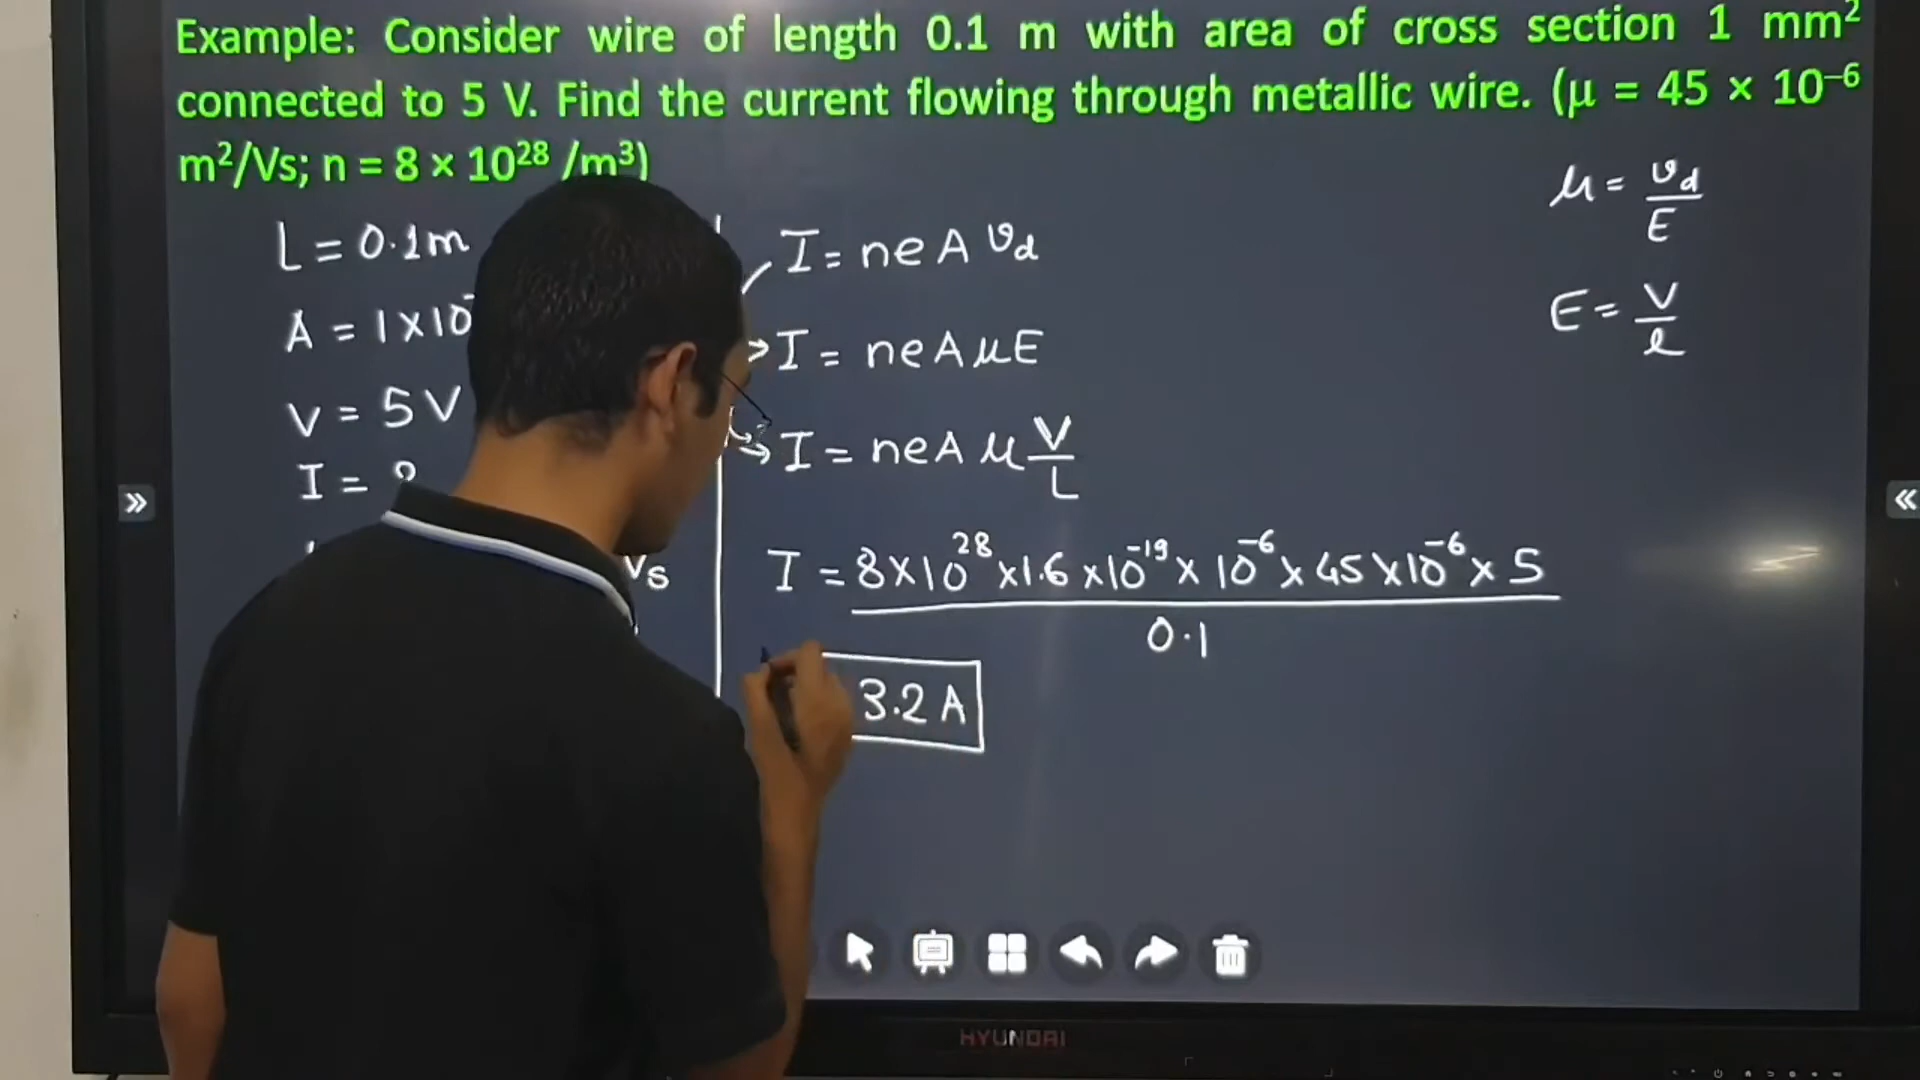 Example: Consider wire of length 0.1 m with area of cross section 1 mm²
connected to 5 V. Find the current flowing through metallic wire. (μ = 45 × 10⁻⁶
m²/Vs; n = 8 × 10²⁸ /m³)
L = 0.1m
A = 1×10⁻
V = 5V
I = ?
Vs
I = neA vd
I = neAμE
I = neA μ V/L
I = 8×10²⁸×1.6×10⁻¹⁹×10⁻⁶×45×10⁻⁶×5
0.1
3.2 A
μ = vd/E
E = V/l
HYUNDAI